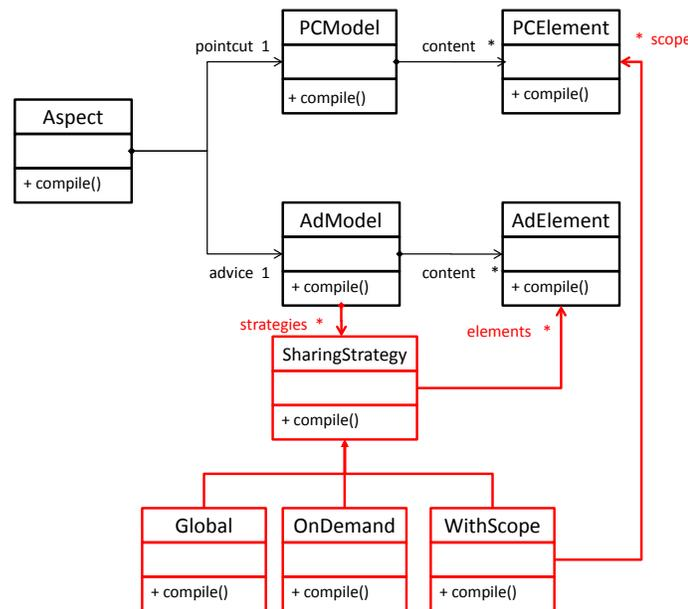 PCModel
PCElement
pointcut 1
content *
* scope
+ compile()
+ compile()
Aspect
+ compile()
AdModel
AdElement
advice 1
content *
+ compile()
+ compile()
strategies *
elements *
SharingStrategy
+ compile()
Global
OnDemand
WithScope
+ compile()
+ compile()
+ compile()